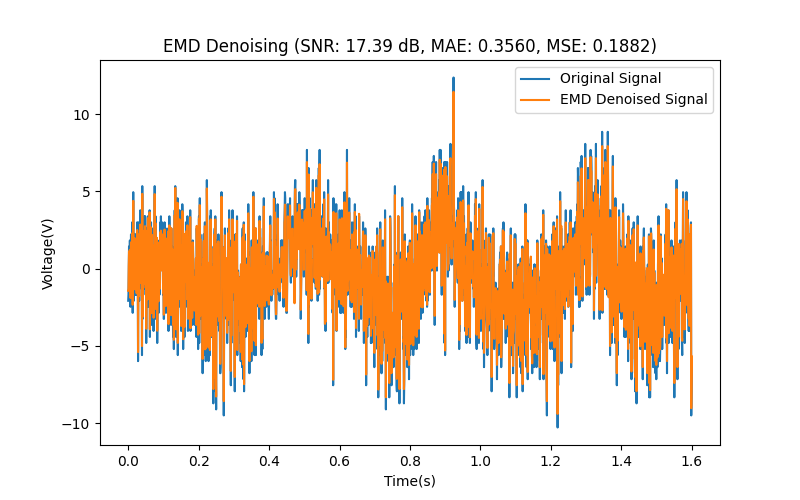 EMD Denoising (SNR: 17.39 dB, MAE: 0.3560, MSE: 0.1882)
Original Signal
EMD Denoised Signal
10
5
0
−5
−10
Voltage(V)
0.0 0.2 0.4 0.6 0.8 1.0 1.2 1.4 1.6
Time(s)